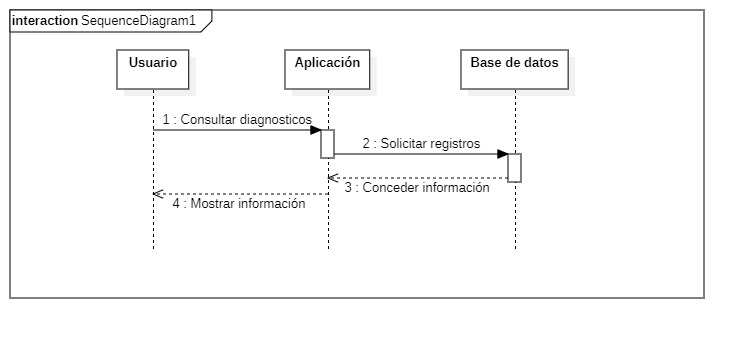 interaction SequenceDiagram1
Usuario
Aplicación
Base de datos
1 : Consultar diagnosticos
2 : Solicitar registros
3 : Conceder información
4 : Mostrar información